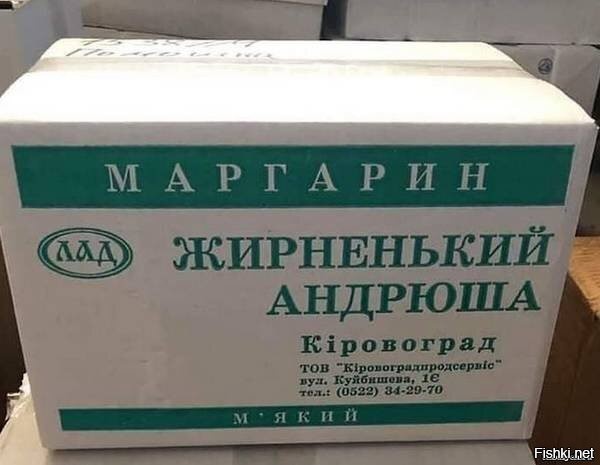 МАРГАРИН
ЛАД
ЖИРНЕНЬКИЙ
АНДРЮША
Кіровоград
ТОВ "Кіровоградпродсервіс"
вул. Куйбишева, 1Є
тел.: (0522) 34-29-70
М'ЯКИЙ
Fishki.net